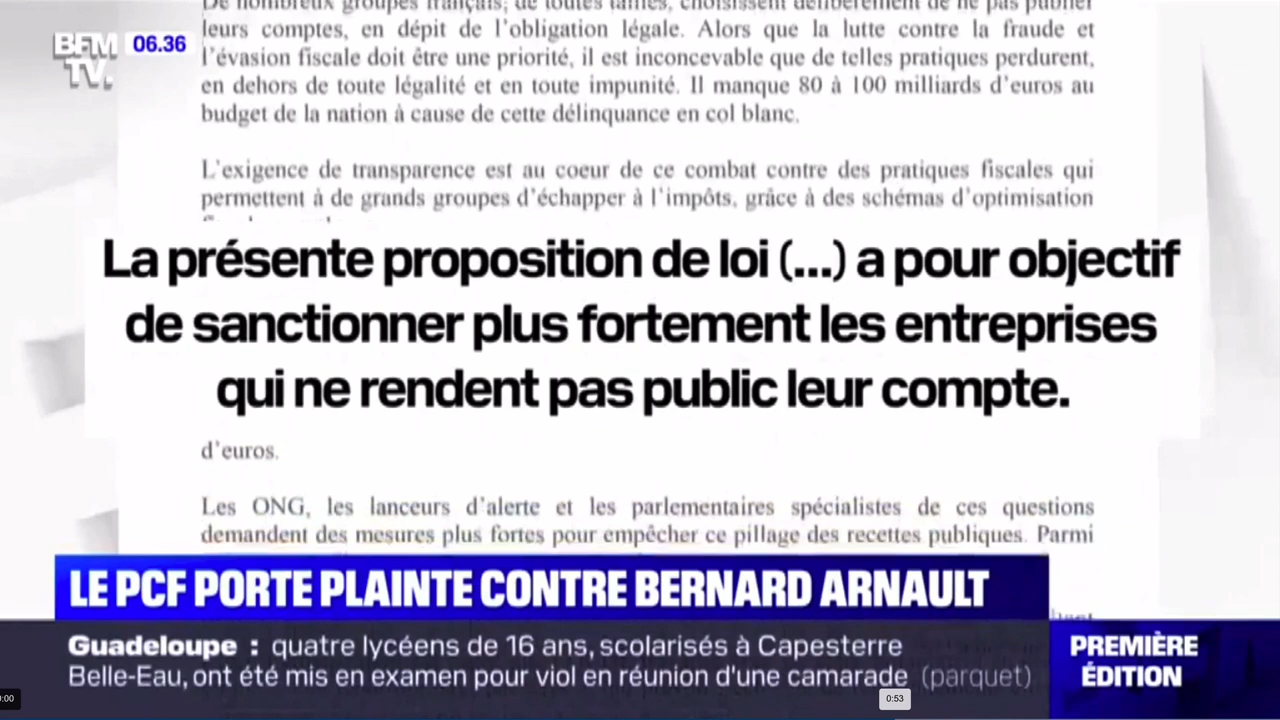 De nombreux groupes français, de toutes tailles, choisissent délibérément de ne pas publier
BFM 06.36 leurs comptes, en dépit de l'obligation légale. Alors que la lutte contre la fraude et
TV. l'évasion fiscale doit être une priorité, il est inconcevable que de telles pratiques perdurent,
en dehors de toute légalité et en toute impunité. Il manque 80 à 100 milliards d'euros au
budget de la nation à cause de cette délinquance en col blanc.
L'exigence de transparence est au coeur de ce combat contre des pratiques fiscales qui
permettent à de grands groupes d'échapper à l'impôts, grâce à des schémas d'optimisation
La présente proposition de loi (...) a pour objectif
de sanctionner plus fortement les entreprises
qui ne rendent pas public leur compte.
d'euros.
Les ONG, les lanceurs d'alerte et les parlementaires spécialistes de ces questions
demandent des mesures plus fortes pour empêcher ce pillage des recettes publiques. Parmi
LE PCF PORTE PLAINTE CONTRE BERNARD ARNAULT
Guadeloupe : quatre lycéens de 16 ans, scolarisés à Capesterre
Belle-Eau, ont été mis en examen pour viol en réunion d'une camarade (parquet)
PREMIÈRE
ÉDITION
0:00
0:53